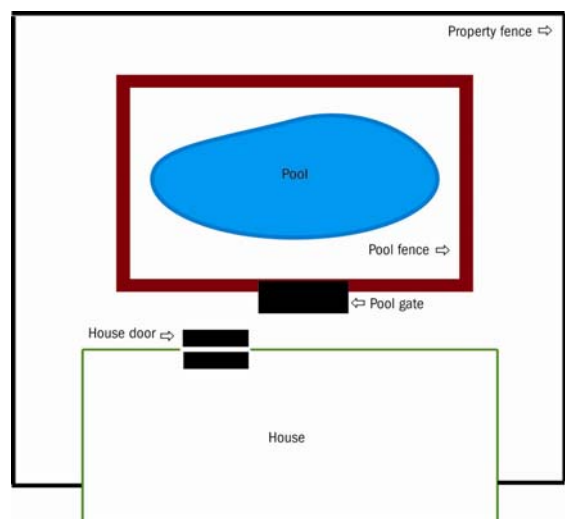 Property fence ⇨
Pool
Pool fence ⇨
⇦ Pool gate
House door ⇨
House